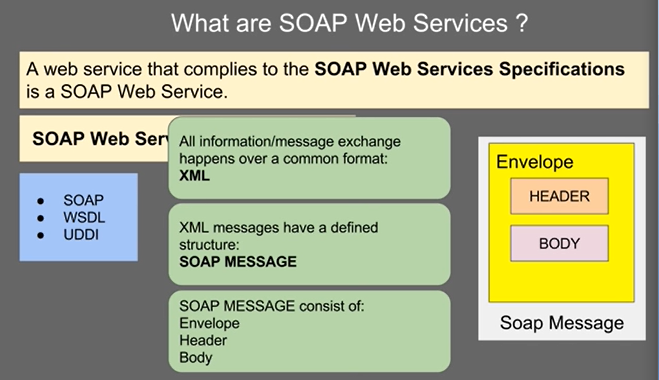 What are SOAP Web Services ?
A web service that complies to the SOAP Web Services Specifications
is a SOAP Web Service.
SOAP Web Serv
SOAP
WSDL
UDDI
All information/message exchange
happens over a common format:
XML
XML messages have a defined
structure:
SOAP MESSAGE
SOAP MESSAGE consist of:
Envelope
Header
Body
Envelope
HEADER
BODY
Soap Message